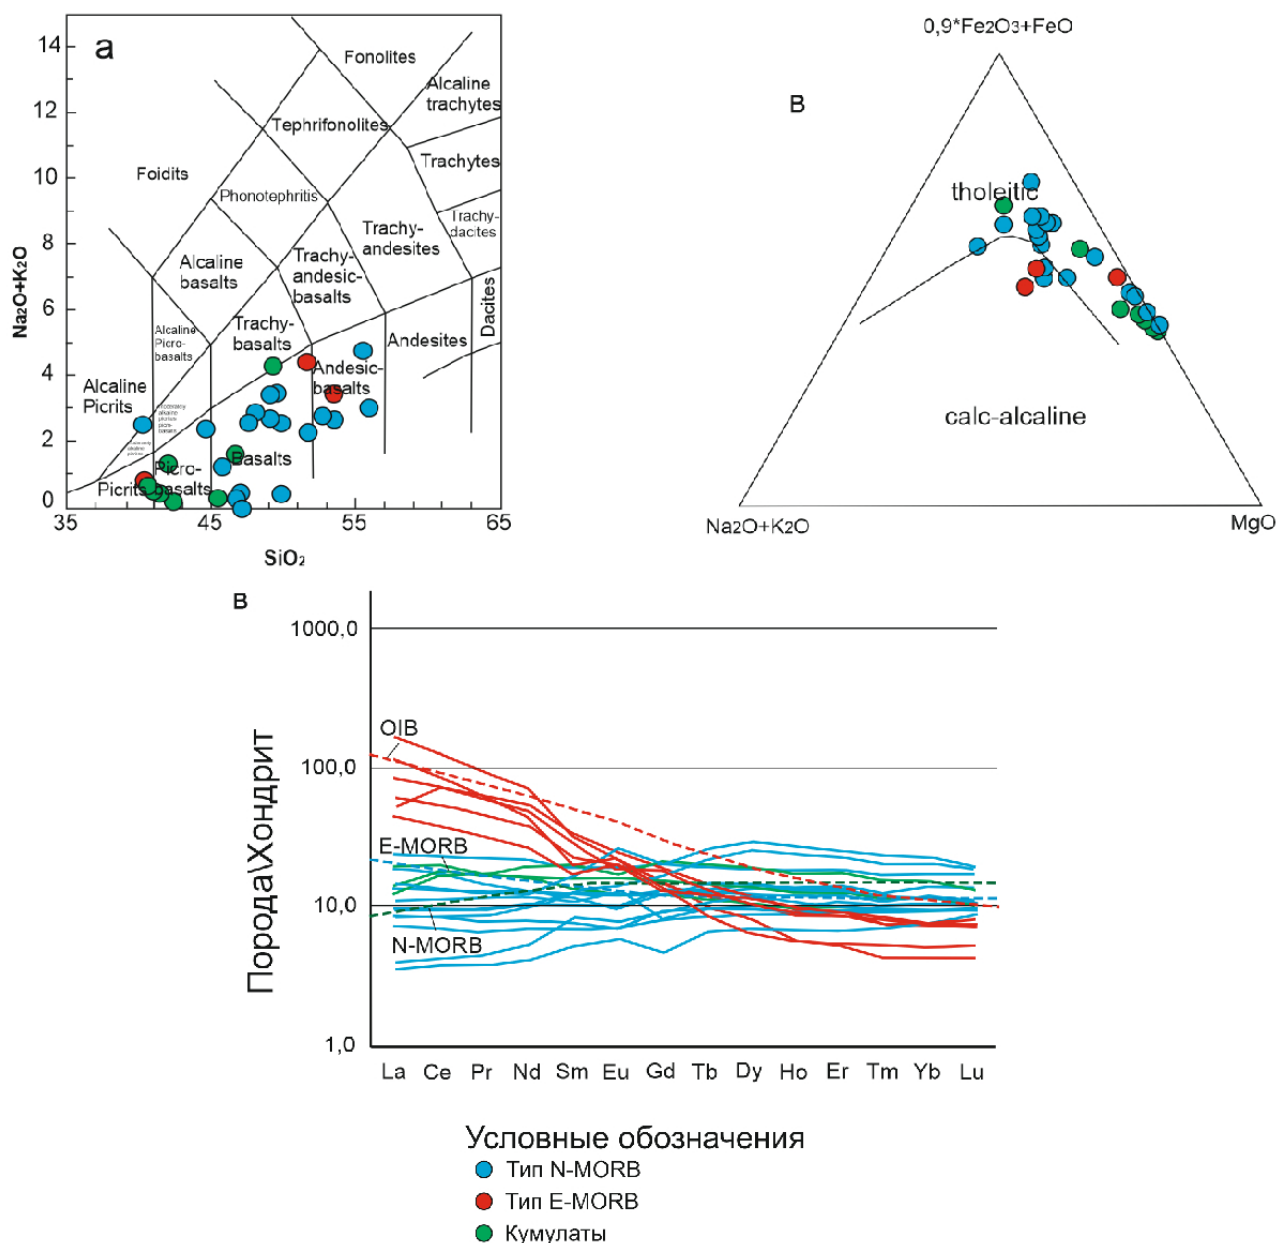 a
14
12
10
8
6
4
2
0
Na₂O+K₂O
35
45
55
65
SiO₂
Fonolites
Alcaline
trachytes
Tephrifonolites
Trachytes
Foidits
Phonotephritis
Trachy-
dacites
Trachy-
andesites
Alcaline
basalts
Trachy-
andesic-
basalts
Dacites
Trachy-
basalts
Alcaline
Picro-
basalts
Andesites
Andesic-
basalts
Alcaline
Picrits
Basalts
Picro-
basalts
Picrits
B
0,9*Fe₂O₃+FeO
tholeitic
calc-alcaline
Na₂O+K₂O
MgO
B
Порода\Хондрит
1000,0
100,0
10,0
1,0
OIB
E-MORB
N-MORB
La Ce Pr Nd Sm Eu Gd Tb Dy Ho Er Tm Yb Lu
Условные обозначения
Тип N-MORB
Тип E-MORB
Кумулаты